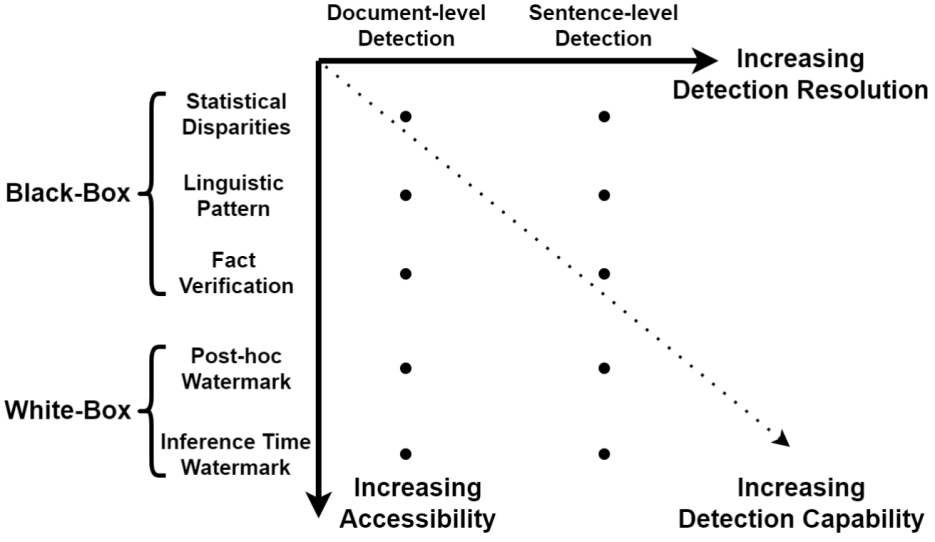 Document-level
Detection
Sentence-level
Detection
Increasing
Detection Resolution
Statistical
Disparities
Black-Box
Linguistic
Pattern
Fact
Verification
Post-hoc
Watermark
White-Box
Inference Time
Watermark
Increasing
Accessibility
Increasing
Detection Capability